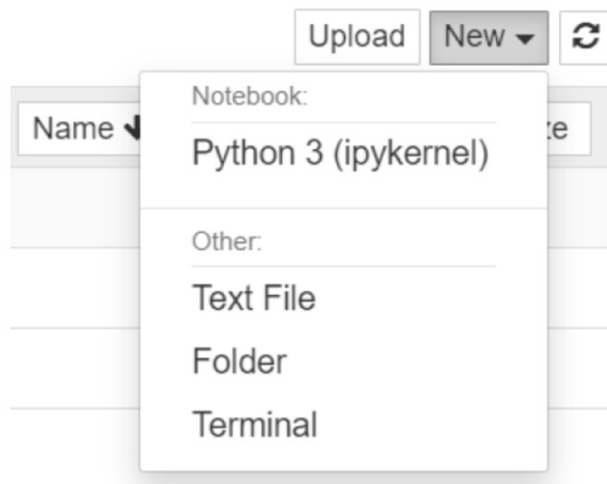 Upload New
Name
Notebook:
Python 3 (ipykernel)
Other:
Text File
Folder
Terminal